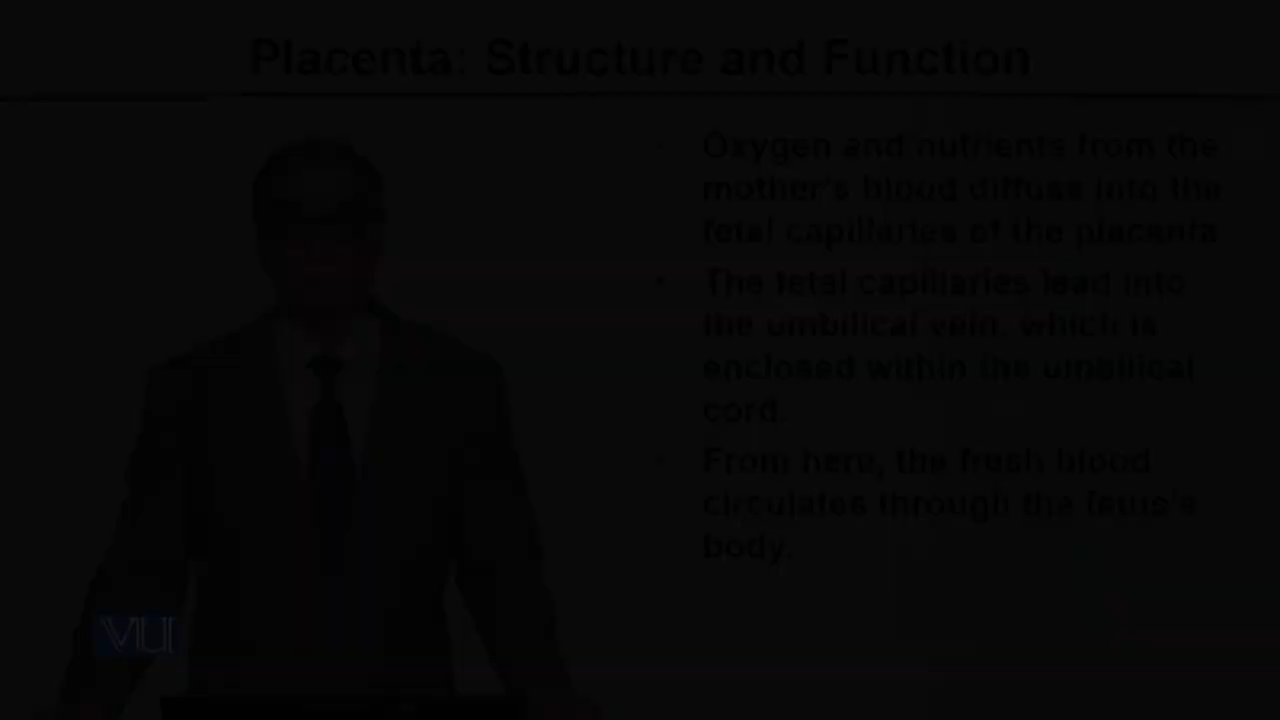 Placenta: Structure and Function
Oxygen and nutrients from the
mother's blood diffuse into the
fetal capillaries of the placenta
The fetal capillaries lead into
the umbilical vein, which is
enclosed within the umbilical
cord.
From here, the fresh blood
circulates through the fetus's
body.
VU